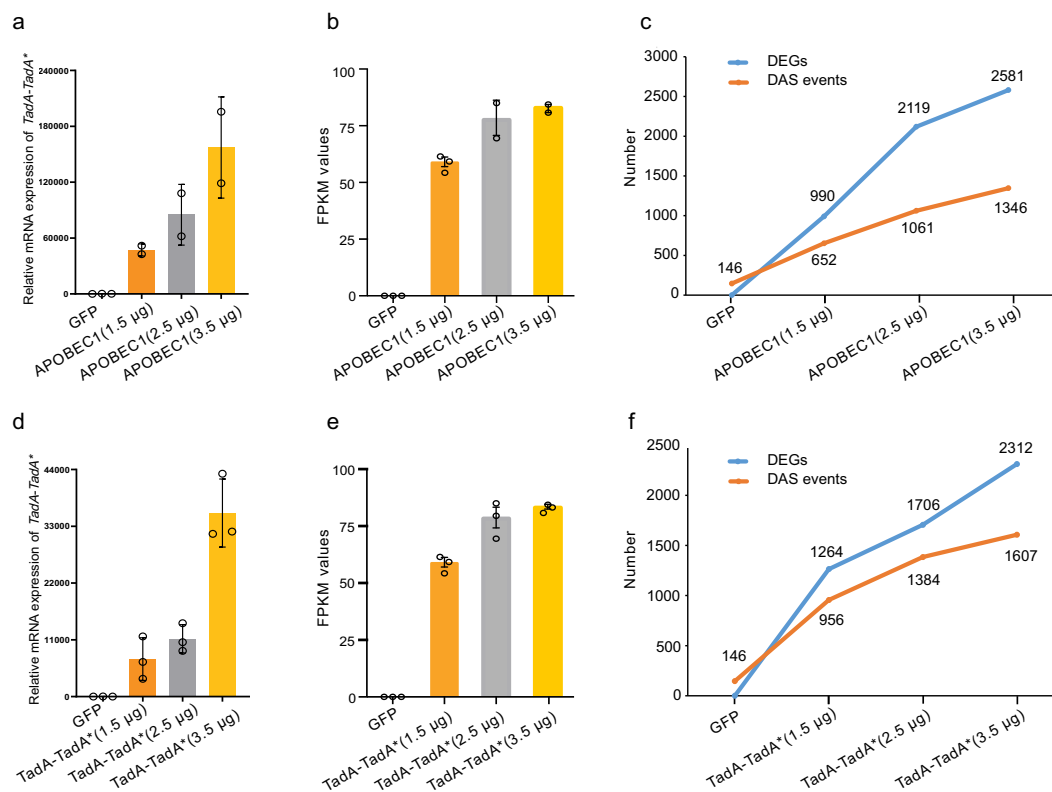 a
Relative mRNA expression of TadA-TadA*
240000
180000
120000
60000
0
GFP
APOBEC1(1.5 μg)
APOBEC1(2.5 μg)
APOBEC1(3.5 μg)
b
FPKM values
100
75
50
25
0
GFP
APOBEC1(1.5 μg)
APOBEC1(2.5 μg)
APOBEC1(3.5 μg)
c
Number
3000
2500
2000
1500
1000
500
0
DEGs
DAS events
146
990
652
2119
1061
2581
1346
GFP
APOBEC1(1.5 μg)
APOBEC1(2.5 μg)
APOBEC1(3.5 μg)
d
Relative mRNA expression of TadA-TadA*
44000
33000
22000
11000
0
GFP
TadA-TadA*(1.5 μg)
TadA-TadA*(2.5 μg)
TadA-TadA*(3.5 μg)
e
FPKM values
100
75
50
25
0
GFP
TadA-TadA*(1.5 μg)
TadA-TadA*(2.5 μg)
TadA-TadA*(3.5 μg)
f
Number
2500
2000
1500
1000
500
0
DEGs
DAS events
146
1264
956
1706
1384
2312
1607
GFP
TadA-TadA*(1.5 μg)
TadA-TadA*(2.5 μg)
TadA-TadA*(3.5 μg)